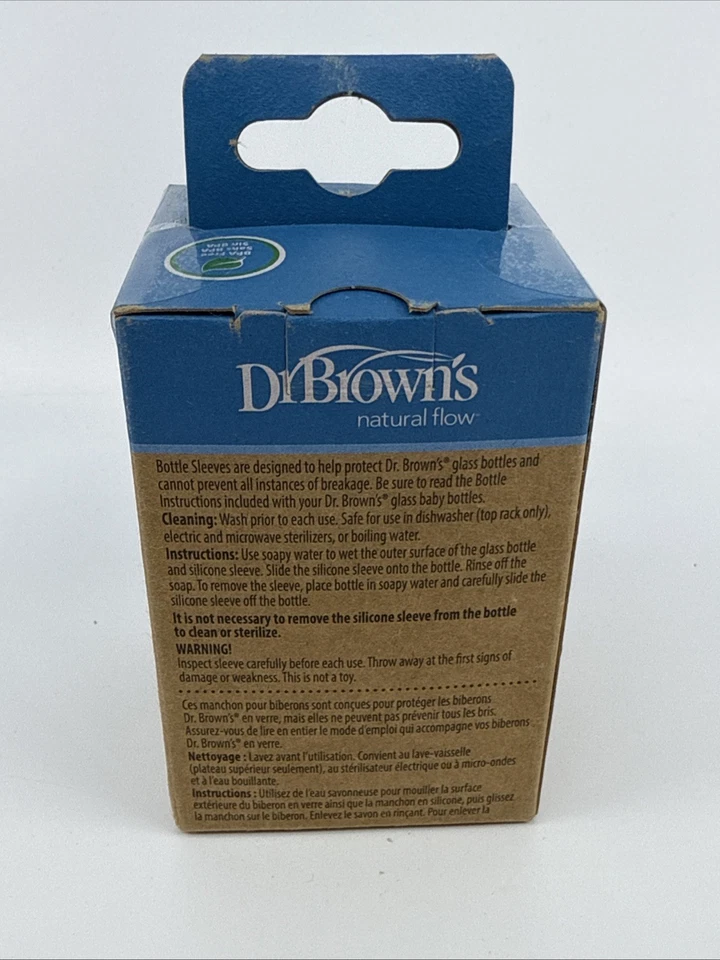 BPA Free
Sans BPA
Sin BPA
Dr Brown's
natural flow™
Bottle Sleeves are designed to help protect Dr. Brown's® glass bottles and
cannot prevent all instances of breakage. Be sure to read the Bottle
Instructions included with your Dr. Brown's® glass baby bottles.
Cleaning: Wash prior to each use. Safe for use in dishwasher (top rack only),
electric and microwave sterilizers, or boiling water.
Instructions: Use soapy water to wet the outer surface of the glass bottle
and silicone sleeve. Slide the silicone sleeve onto the bottle. Rinse off the
soap. To remove the sleeve, place bottle in soapy water and carefully slide the
silicone sleeve off the bottle.
It is not necessary to remove the silicone sleeve from the bottle
to clean or sterilize.
WARNING!
Inspect sleeve carefully before each use. Throw away at the first signs of
damage or weakness. This is not a toy.
Ces manchon pour biberons sont conçues pour protéger les biberons
Dr. Brown's® en verre, mais elles ne peuvent pas prévenir tous les bris.
Assurez-vous de lire en entier le mode d'emploi qui accompagne vos biberons
Dr. Brown's® en verre.
Nettoyage : Lavez avant l'utilisation. Convient au lave-vaisselle
(plateau supérieur seulement), au stérilisateur électrique ou à micro-ondes
et à l'eau bouillante.
Instructions : Utilisez de l'eau savonneuse pour mouiller la surface
extérieure du biberon en verre ainsi que la manchon en silicone, puis glissez
la manchon sur le biberon. Enlevez le savon en rinçant. Pour enlever la